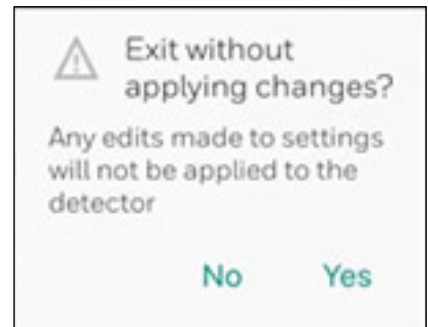 Exit without
applying changes?
Any edits made to settings
will not be applied to the
detector
No Yes